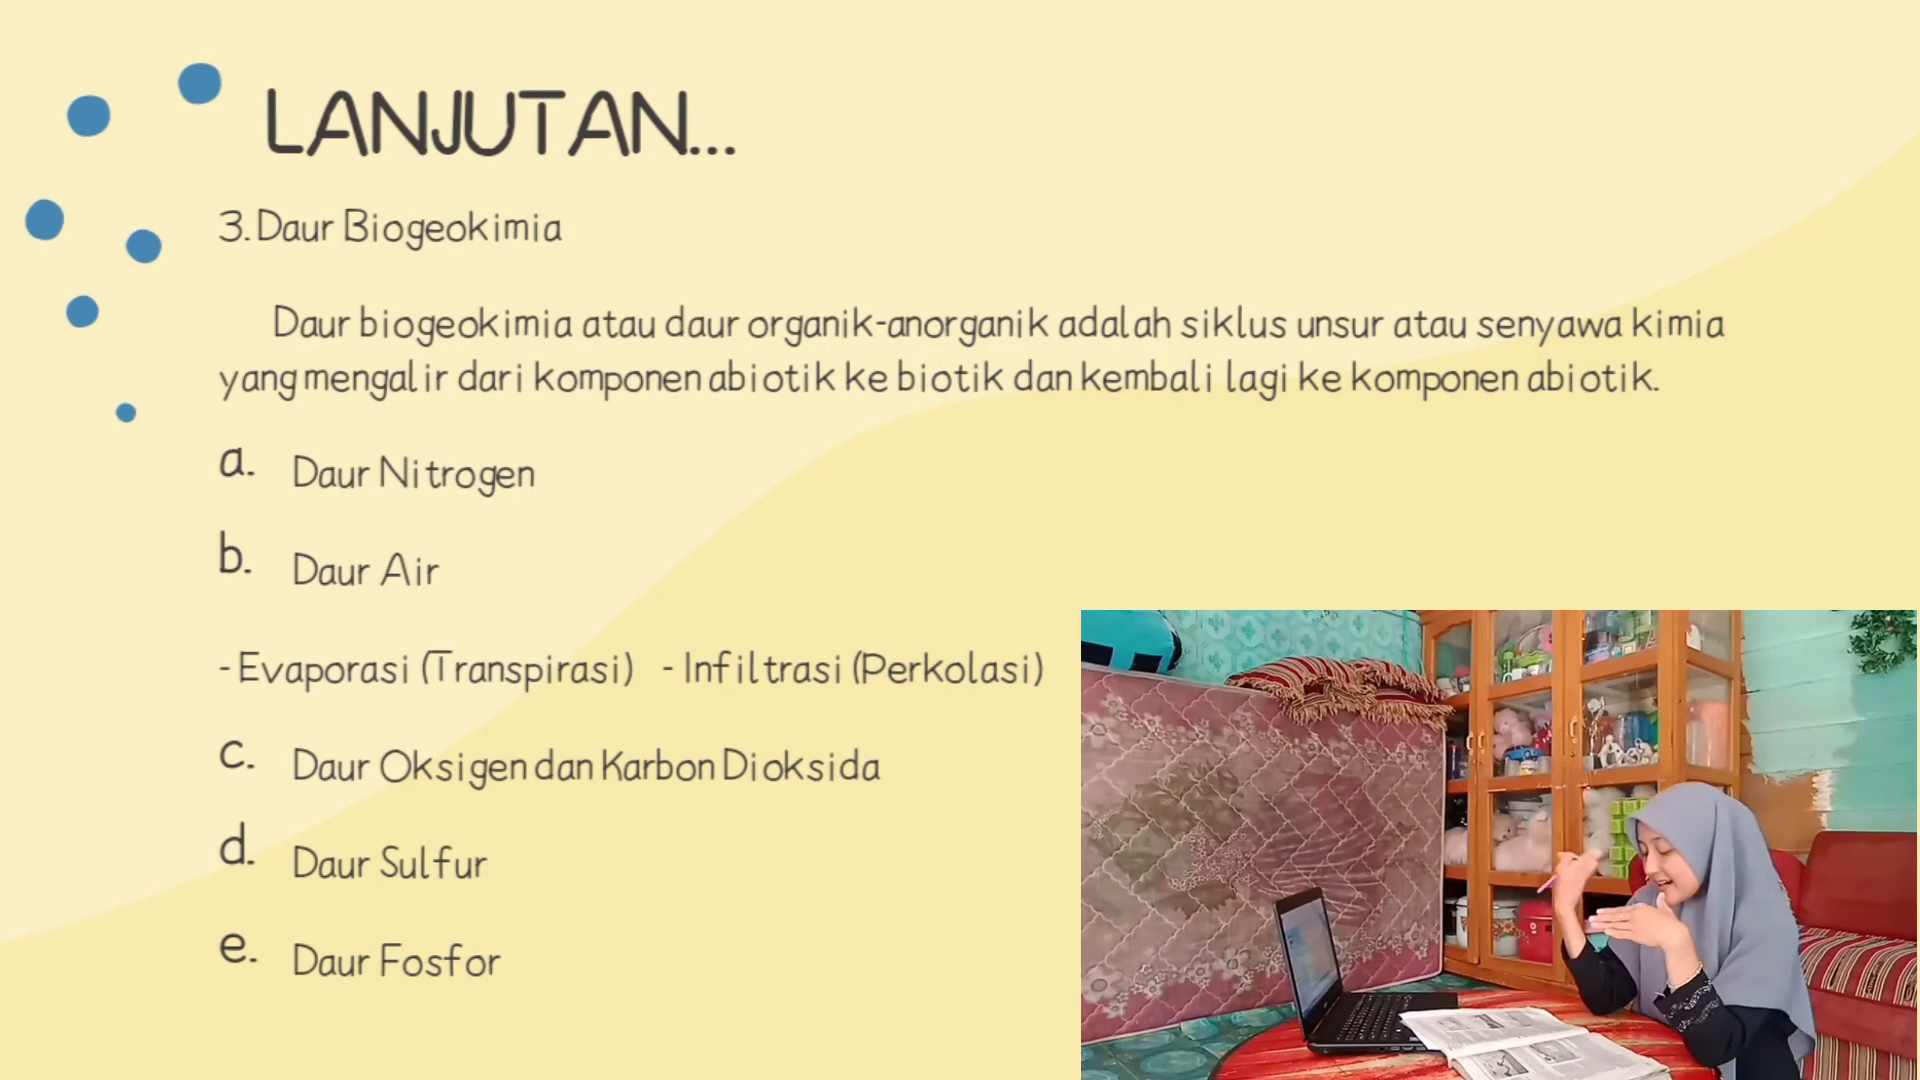 LANJUTAN...
3. Daur Biogeokimia
Daur biogeokimia atau daur organik-anorganik adalah siklus unsur atau senyawa kimia
yang mengalir dari komponen abiotik ke biotik dan kembali lagi ke komponen abiotik.
a. Daur Nitrogen
b. Daur Air
- Evaporasi (Transpirasi) - Infiltrasi (Perkolasi)
c. Daur Oksigen dan Karbon Dioksida
d. Daur Sulfur
e. Daur Fosfor